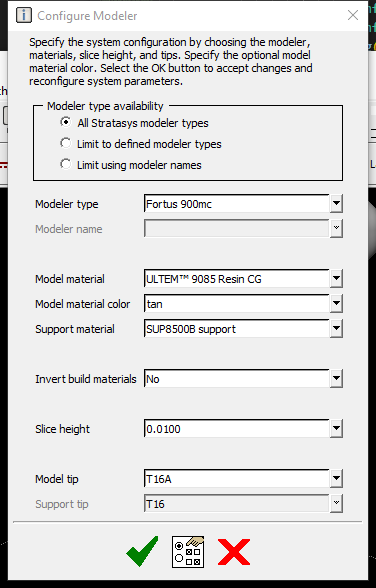 Configure Modeler
Specify the system configuration by choosing the modeler,
materials, slice height, and tips. Specify the optional model
material color. Select the OK button to accept changes and
reconfigure system parameters.
Modeler type availability
All Stratasys modeler types
Limit to defined modeler types
Limit using modeler names
Modeler type Fortus 900mc
Modeler name
Model material ULTEM™ 9085 Resin CG
Model material color tan
Support material SUP8500B support
Invert build materials No
Slice height 0.0100
Model tip T16A
Support tip T16